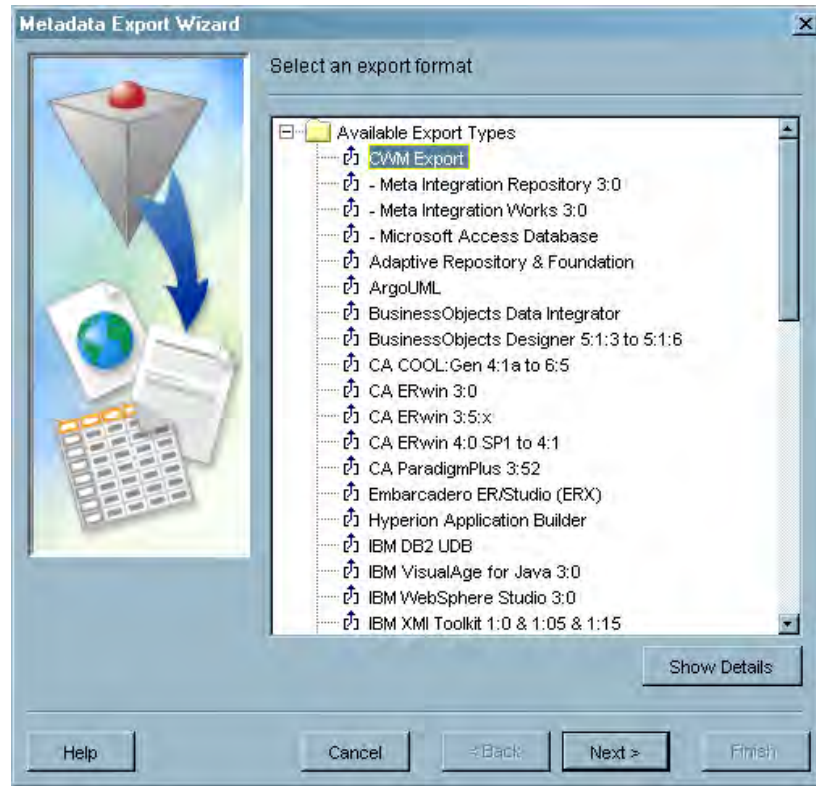 Metadata Export Wizard
Select an export format
Available Export Types
CWM Export
- Meta Integration Repository 3:0
- Meta Integration Works 3:0
- Microsoft Access Database
Adaptive Repository & Foundation
ArgoUML
BusinessObjects Data Integrator
BusinessObjects Designer 5:1:3 to 5:1:6
CA COOL:Gen 4:1a to 6:5
CA ERwin 3:0
CA ERwin 3:5:x
CA ERwin 4:0 SP1 to 4:1
CA ParadigmPlus 3:52
Embarcadero ER/Studio (ERX)
Hyperion Application Builder
IBM DB2 UDB
IBM VisualAge for Java 3:0
IBM WebSphere Studio 3:0
IBM XMI Toolkit 1:0 & 1:05 & 1:15
Show Details
Help
Cancel
< Back
Next >
Finish